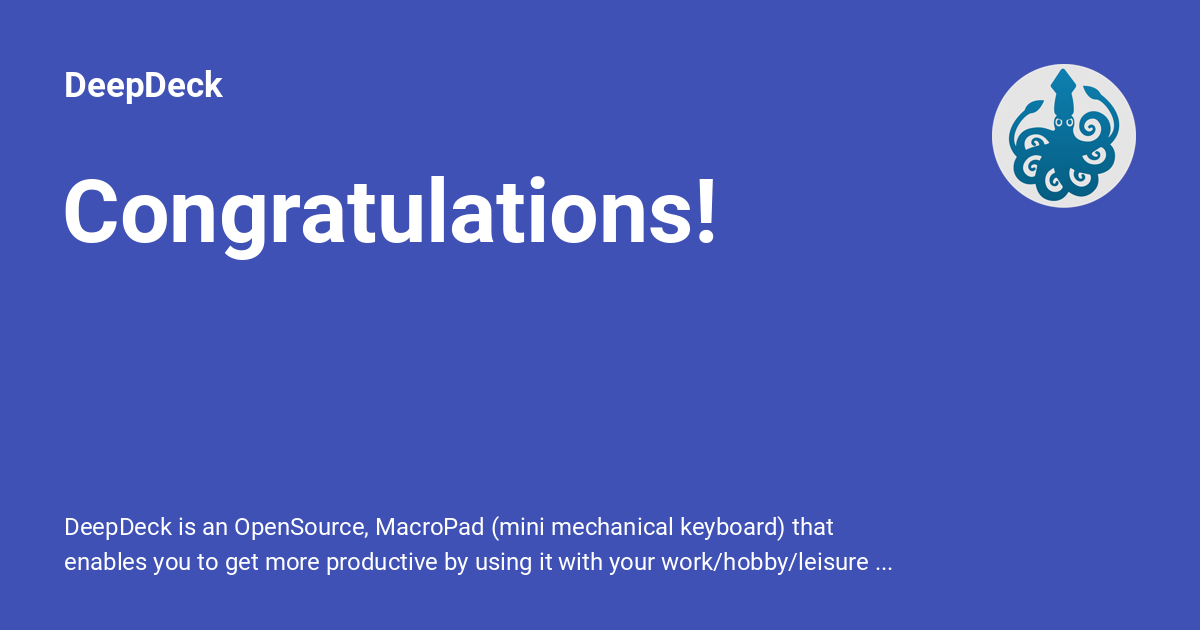 DeepDeck
Congratulations!
DeepDeck is an OpenSource, MacroPad (mini mechanical keyboard) that
enables you to get more productive by using it with your work/hobby/leisure ...